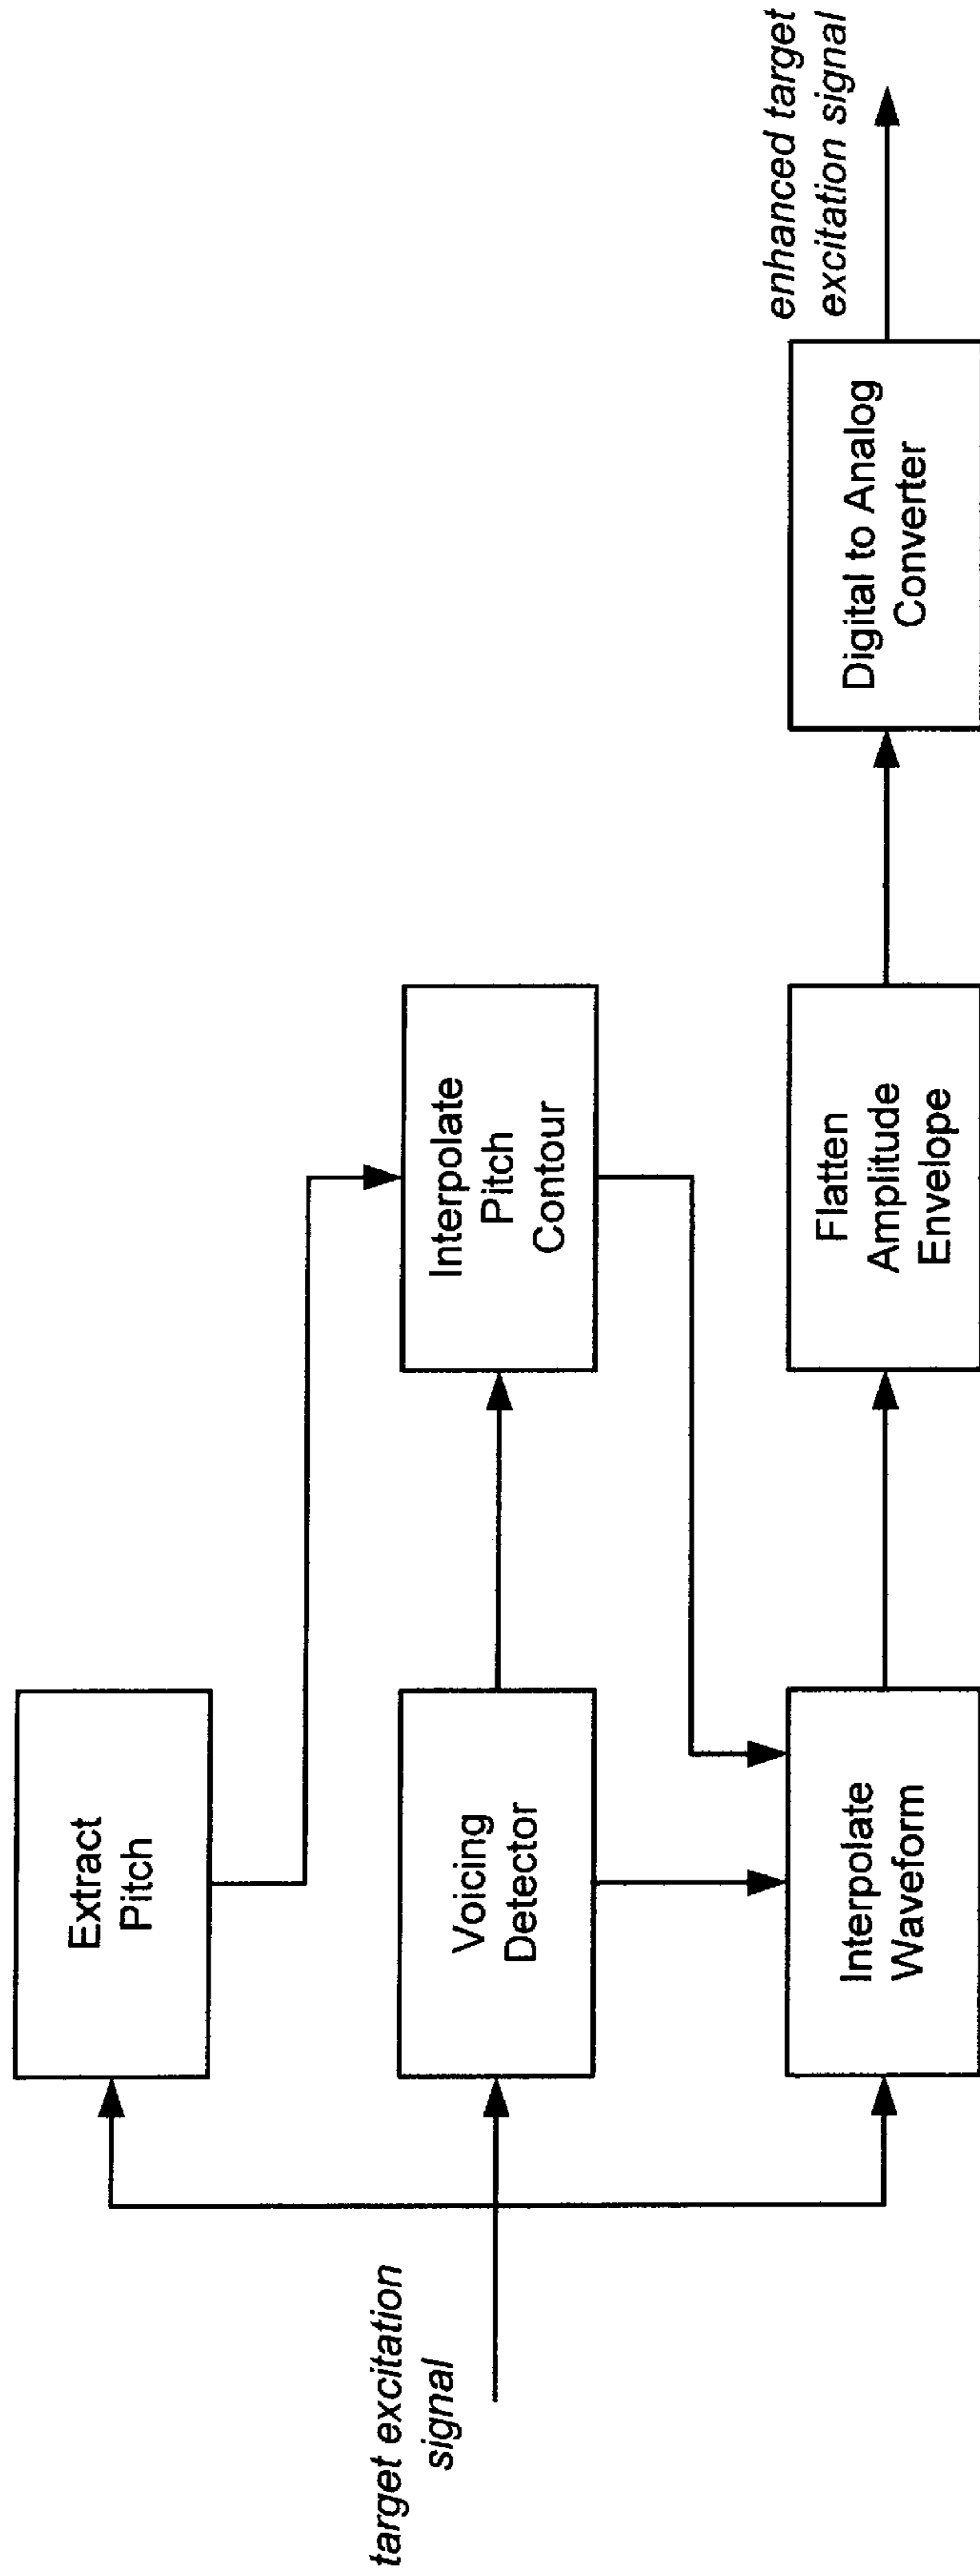 target excitation
signal
Extract
Pitch
Voicing
Detector
Interpolate
Waveform
Interpolate
Pitch
Contour
Flatten
Amplitude
Envelope
Digital to Analog
Converter
enhanced target
excitation signal